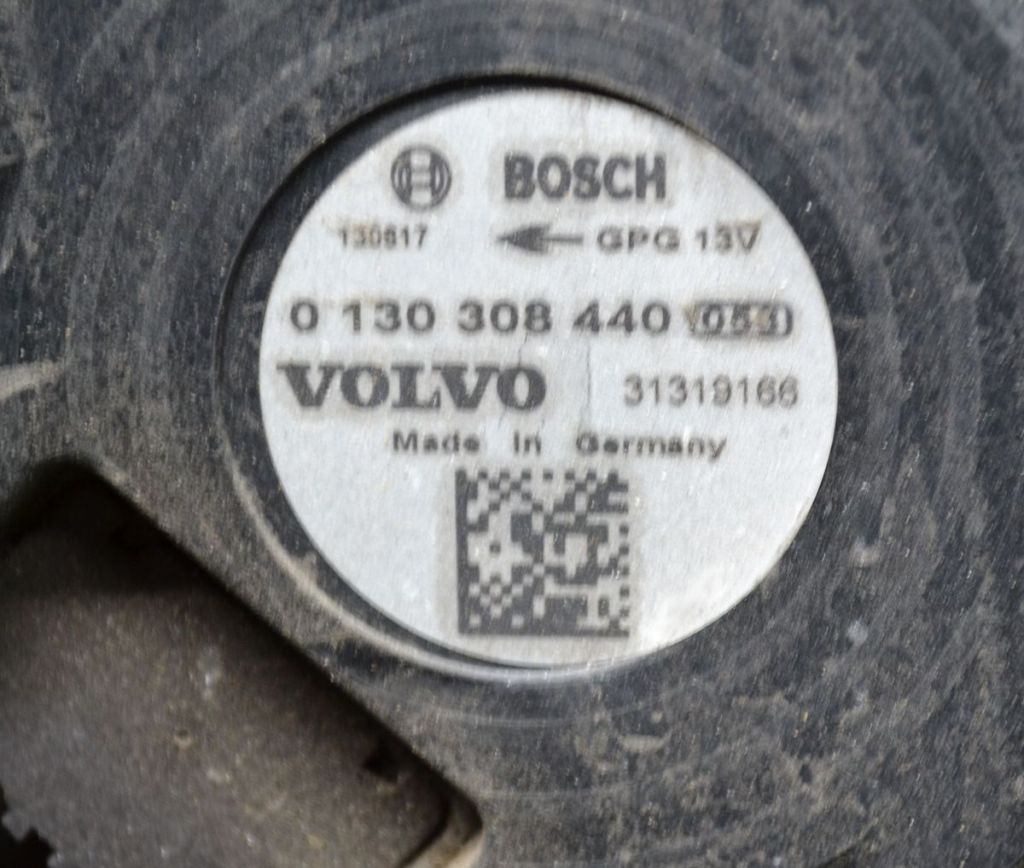 BOSCH
130617 GPG 13V
0 130 308 440 053
VOLVO 31319166
Made in Germany